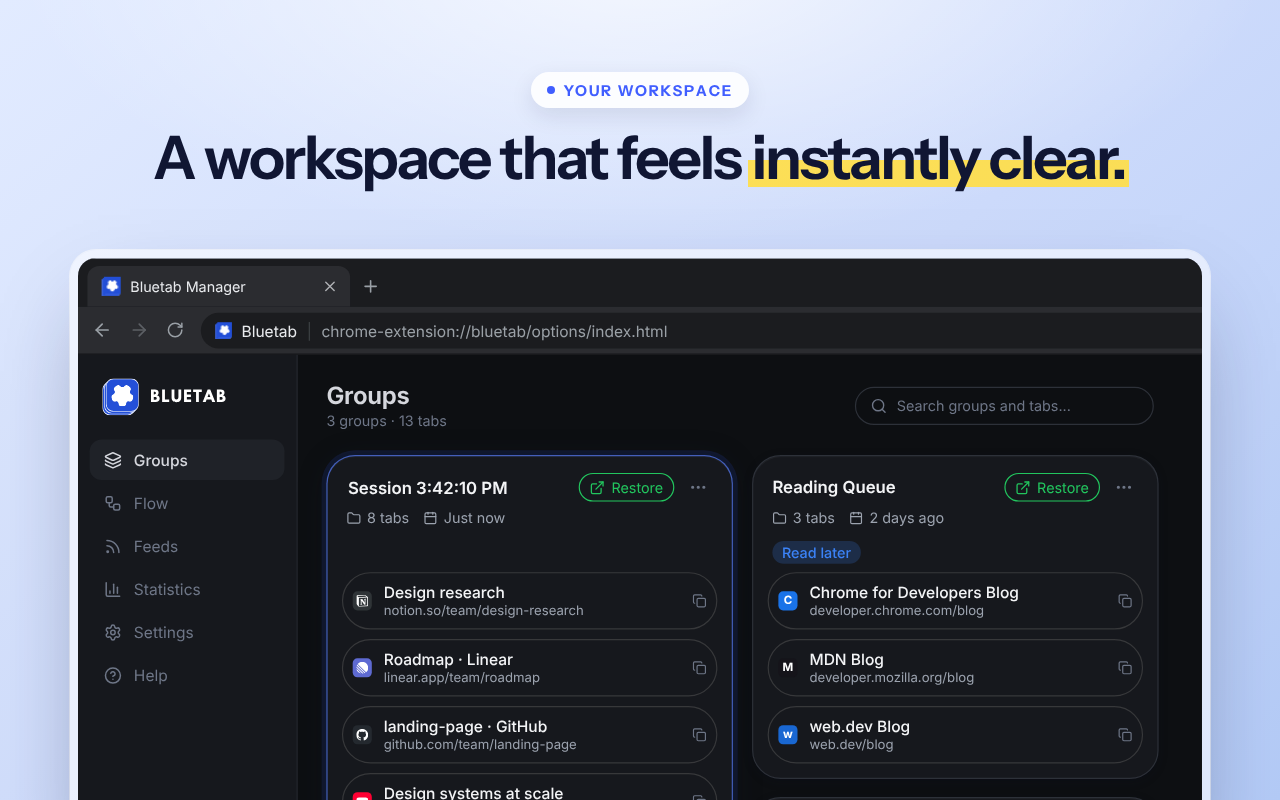 YOUR WORKSPACE
A workspace that feels instantly clear.
Bluetab Manager
Bluetab
chrome-extension://bluetab/options/index.html
BLUETAB
Groups
Flow
Feeds
Statistics
Settings
Help
Groups
3 groups · 13 tabs
Search groups and tabs...
Session 3:42:10 PM
Restore
8 tabs
Just now
Design research
notion.so/team/design-research
Roadmap · Linear
linear.app/team/roadmap
landing-page · GitHub
github.com/team/landing-page
Design systems at scale
Reading Queue
Restore
3 tabs
2 days ago
Read later
C
Chrome for Developers Blog
developer.chrome.com/blog
M
MDN Blog
developer.mozilla.org/blog
w
web.dev Blog
web.dev/blog